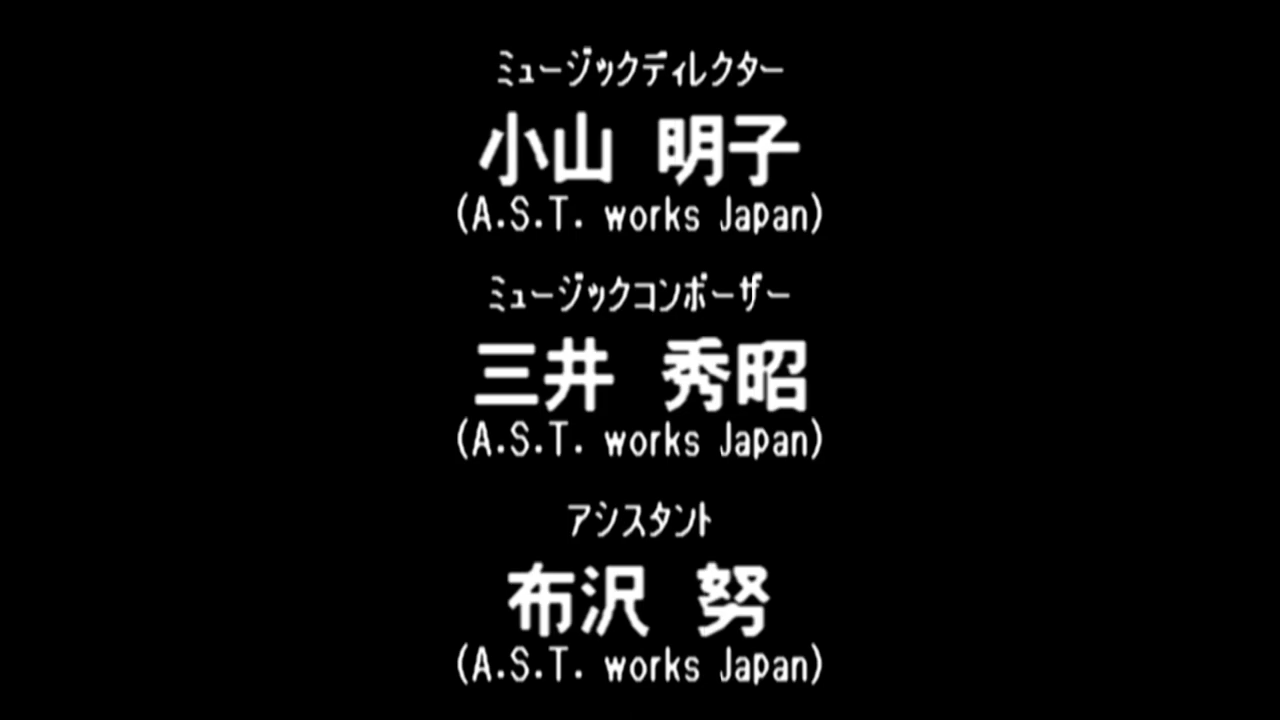 ミュージックディレクター
小山 明子
(A.S.T. works Japan)
ミュージックコンポーザー
三井 秀昭
(A.S.T. works Japan)
アシスタント
布沢 努
(A.S.T. works Japan)